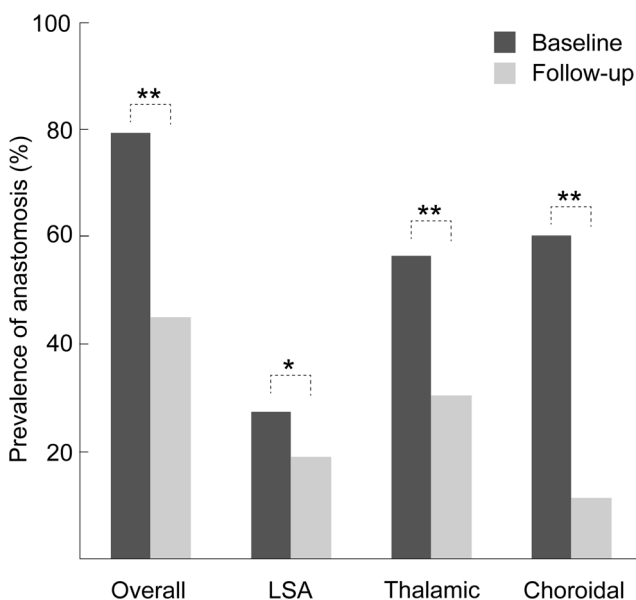 100
80
60
40
20
Prevalence of anastomosis (%)
Baseline
Follow-up
**
*
**
**
Overall
LSA
Thalamic
Choroidal